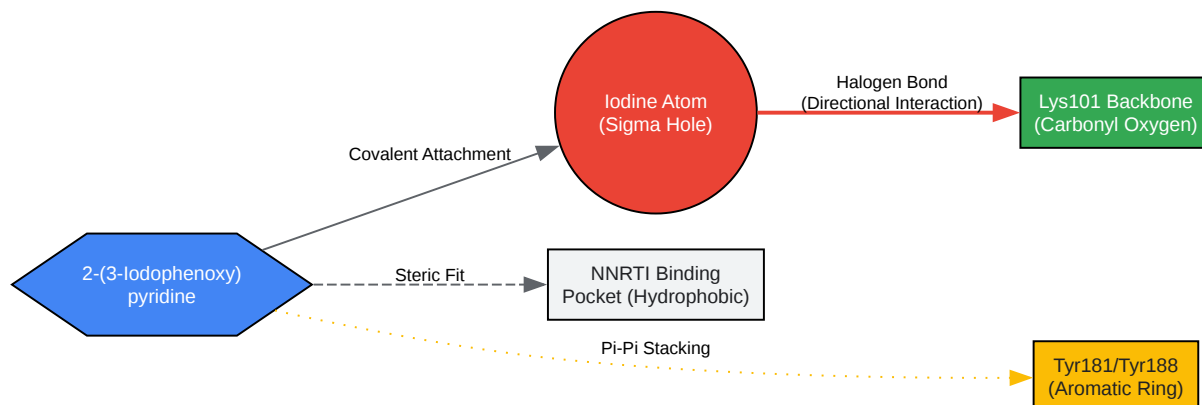 Iodine Atom
(Sigma Hole)
Halogen Bond
(Directional Interaction)
Lys101 Backbone
(Carbonyl Oxygen)
Covalent Attachment
2-(3-Iodophenoxy)
pyridine
Steric Fit
NNRTI Binding
Pocket (Hydrophobic)
Pi-Pi Stacking
Tyr181/Tyr188
(Aromatic Ring)